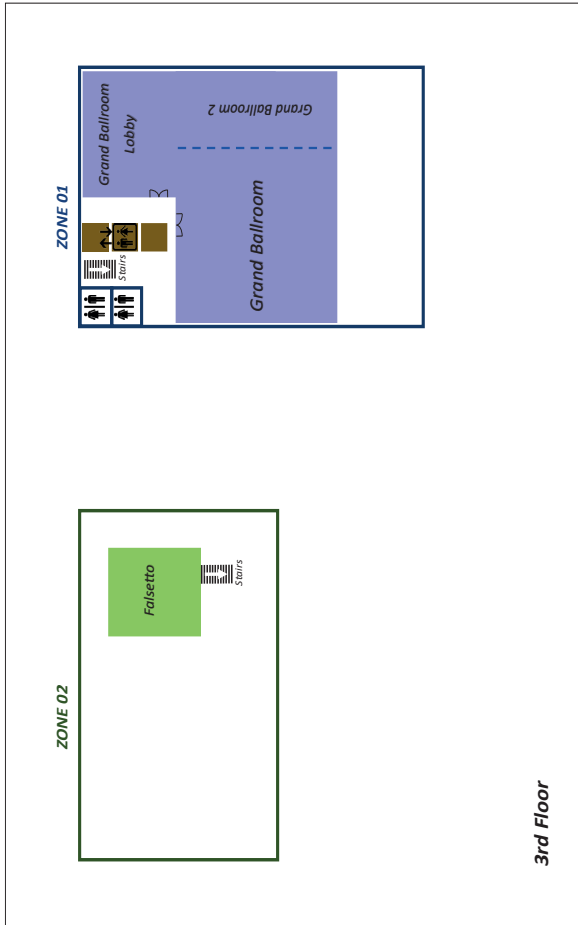 ZONE 02
ZONE 01
Falsetto
Stairs
Stairs
Grand Ballroom
Lobby
Grand Ballroom
Grand Ballroom 2
3rd Floor